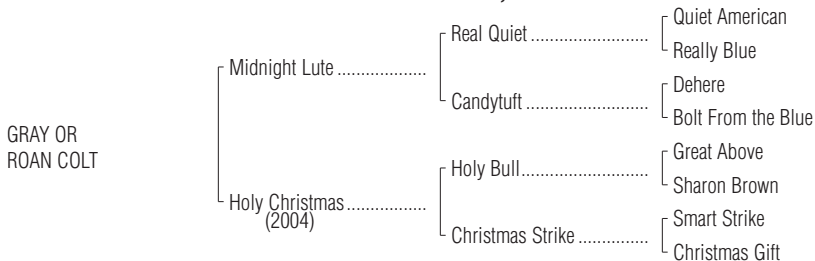 Quiet American
Real Quiet ..........................
Really Blue
Midnight Lute ...................
Dehere
Candytuft ..........................
Bolt From the Blue
GRAY OR
ROAN COLT
Great Above
Holy Bull...........................
Sharon Brown
Holy Christmas.................
(2004)
Smart Strike
Christmas Strike ...............
Christmas Gift